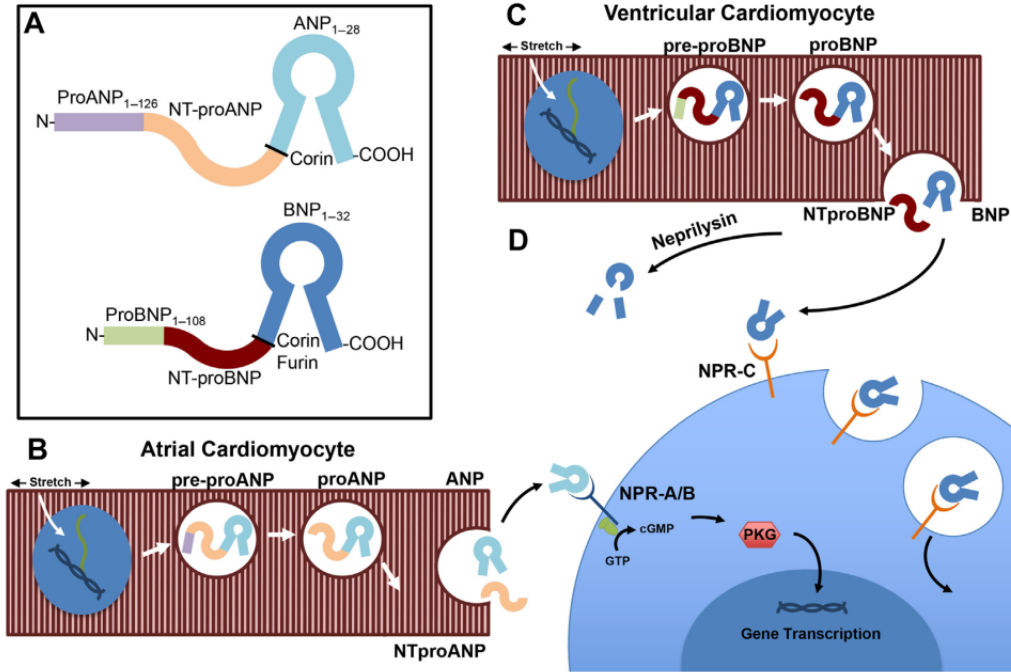 A
ANP1–28
ProANP1–126
NT-proANP
N-
Corin
-COOH
BNP1–32
ProBNP1–108
N-
Corin
Furin
-COOH
NT-proBNP
B
Atrial Cardiomyocyte
Stretch
pre-proANP
proANP
ANP
NTproANP
C
Ventricular Cardiomyocyte
Stretch
pre-proBNP
proBNP
NTproBNP
BNP
D
Neprilysin
NPR-C
NPR-A/B
cGMP
GTP
PKG
Gene Transcription